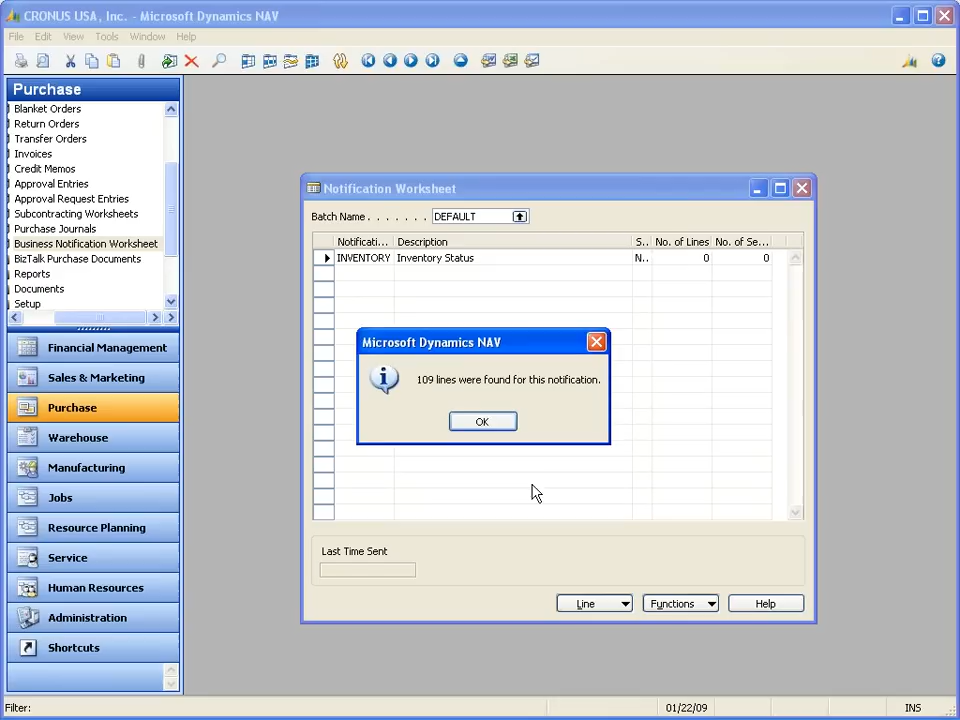 CRONUS USA, Inc. - Microsoft Dynamics NAV
File Edit View Tools Window Help
Purchase
Blanket Orders
Return Orders
Transfer Orders
Invoices
Credit Memos
Approval Entries
Approval Request Entries
Subcontracting Worksheets
Purchase Journals
Business Notification Worksheet
BizTalk Purchase Documents
Reports
Documents
Setup
Financial Management
Sales & Marketing
Purchase
Warehouse
Manufacturing
Jobs
Resource Planning
Service
Human Resources
Administration
Shortcuts
Notification Worksheet
Batch Name . . . . . . . DEFAULT
Notificati... Description S.. No. of Lines No. of Se...
INVENTORY Inventory Status N.. 0 0
Microsoft Dynamics NAV
109 lines were found for this notification.
OK
Last Time Sent
Line Functions Help
Filter: 01/22/09 INS